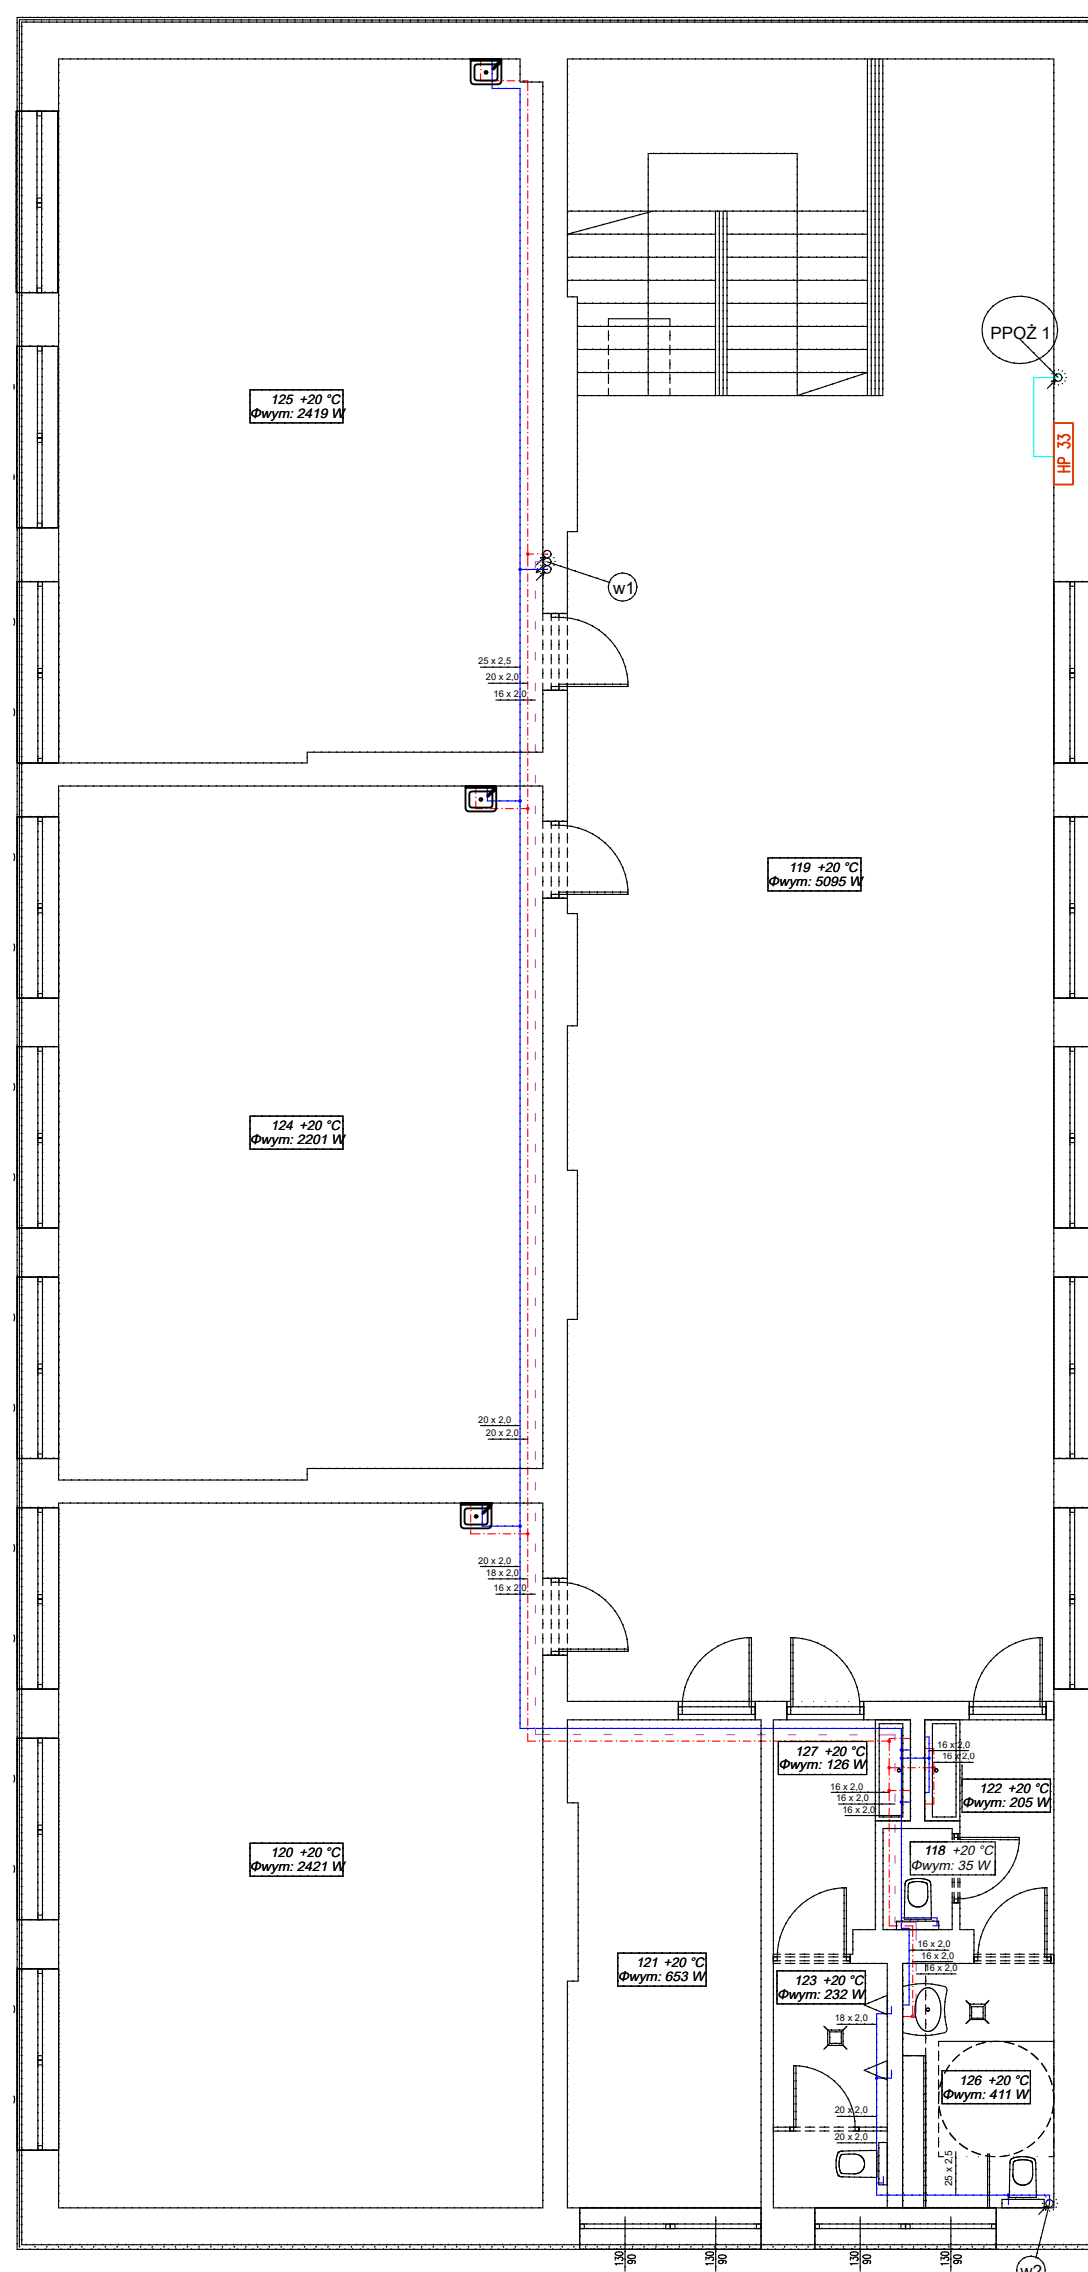 PPOŻ 1
HP 33
125 +20 °C
Φwym: 2419 W
w1
25 x 2,5
20 x 2,0
16 x 2,0
119 +20 °C
Φwym: 5095 W
124 +20 °C
Φwym: 2201 W
20 x 2,0
20 x 2,0
20 x 2,0
18 x 2,0
16 x 2,0
127 +20 °C
Φwym: 126 W
16 x 2,0
16 x 2,0
122 +20 °C
Φwym: 205 W
16 x 2,0
16 x 2,0
16 x 2,0
120 +20 °C
Φwym: 2421 W
118 +20 °C
Φwym: 35 W
16 x 2,0
16 x 2,0
16 x 2,0
121 +20 °C
Φwym: 653 W
123 +20 °C
Φwym: 232 W
18 x 2,0
126 +20 °C
Φwym: 411 W
20 x 2,0
20 x 2,0
25 x 2,5
130
90
130
90
130
90
130
90
w2